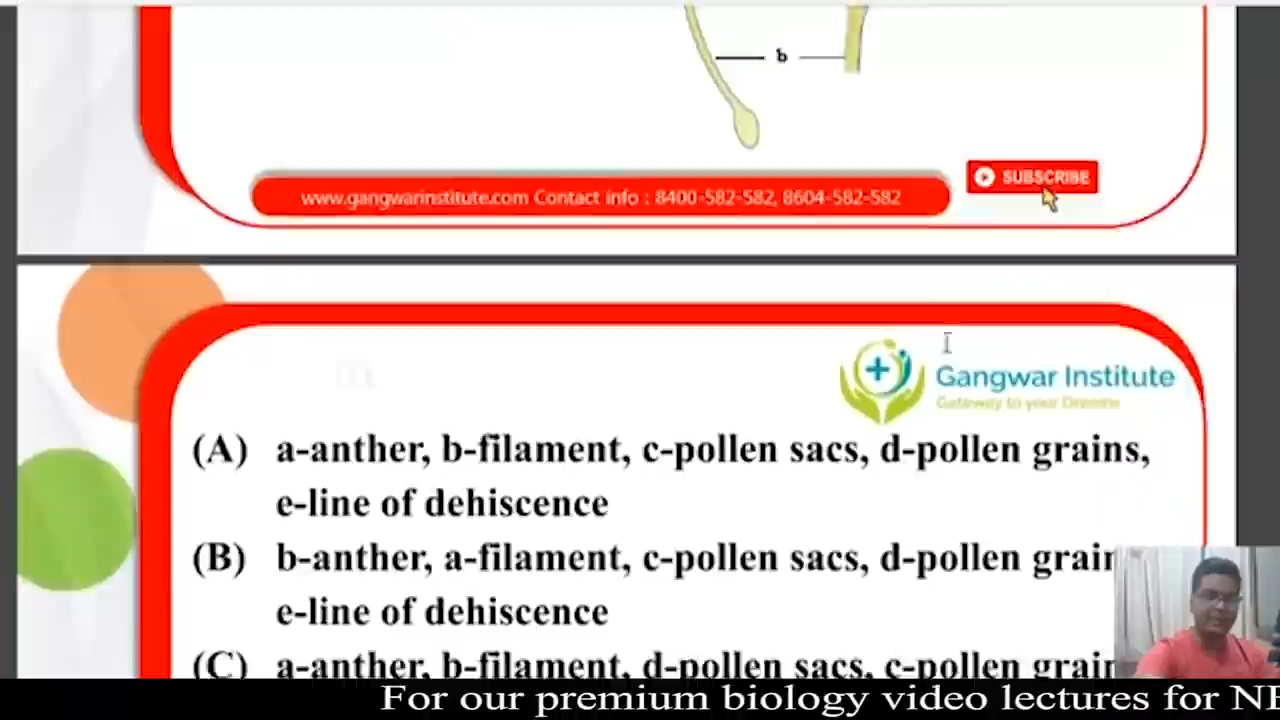 b
www.gangwarinstitute.com Contact info : 8400-582-582, 8604-582-582
SUBSCRIBE
Gangwar Institute
Gateway to your Dreams
(A) a-anther, b-filament, c-pollen sacs, d-pollen grains,
e-line of dehiscence
(B) b-anther, a-filament, c-pollen sacs, d-pollen grain
e-line of dehiscence
(C) a-anther, b-filament, d-pollen sacs, c-pollen grain
For our premium biology video lectures for NE